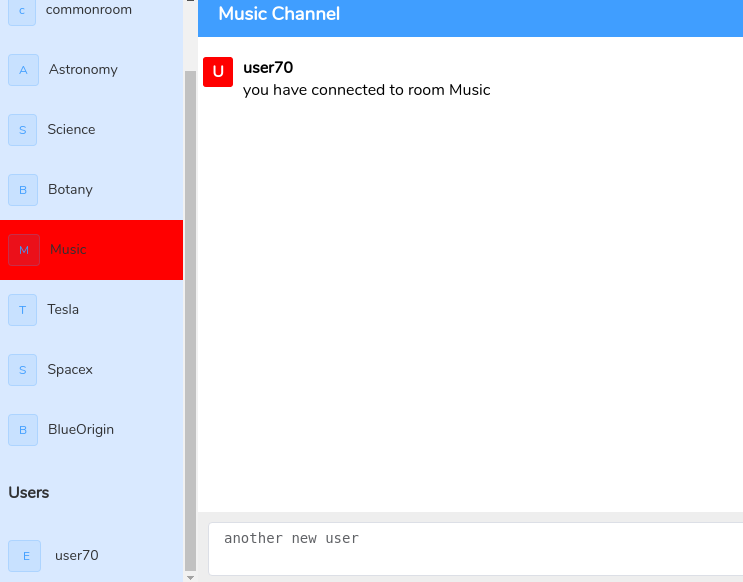 c commonroom
A Astronomy
S Science
B Botany
M Music
T Tesla
S Spacex
B BlueOrigin
Users
E user70
Music Channel
U user70
you have connected to room Music
another new user